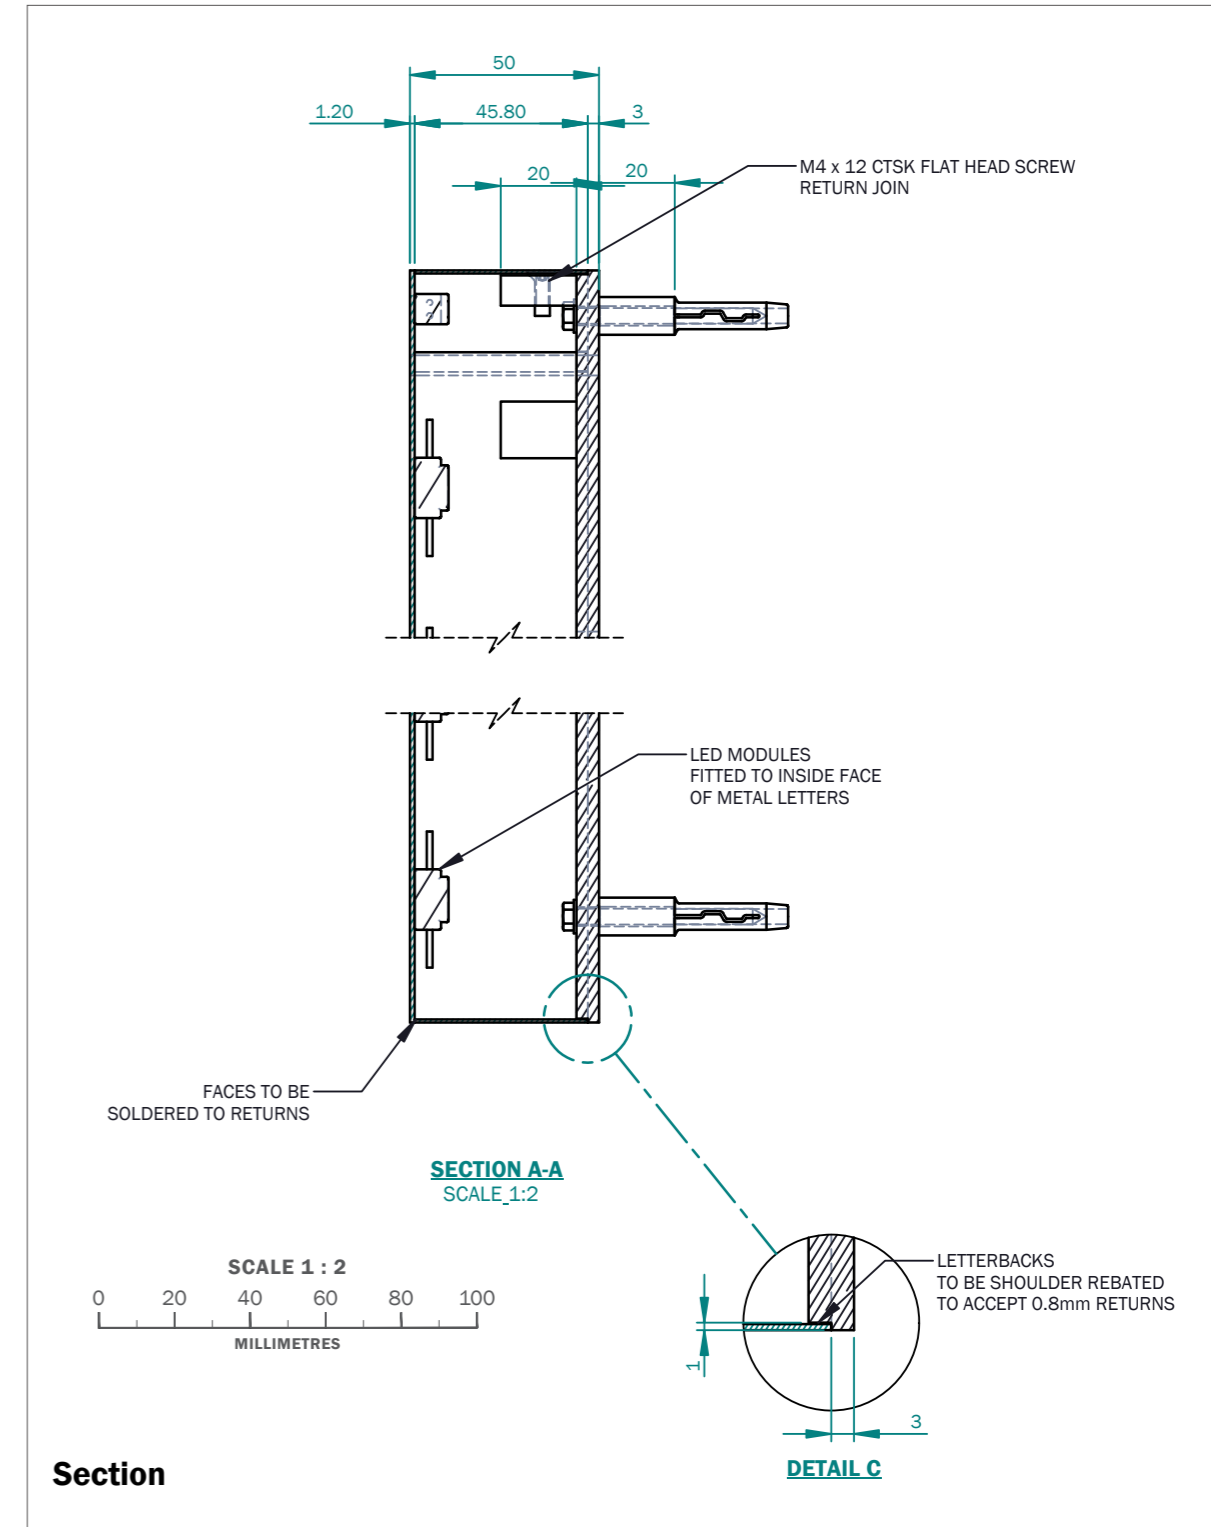 50
1.20
45.80
3
20
20
M4 x 12 CTSK FLAT HEAD SCREW
RETURN JOIN
LED MODULES
FITTED TO INSIDE FACE
OF METAL LETTERS
FACES TO BE
SOLDERED TO RETURNS
SECTION A-A
SCALE 1:2
SCALE 1 : 2
0 20 40 60 80 100
MILLIMETRES
LETTERBACKS
TO BE SHOULDER REBATED
TO ACCEPT 0.8mm RETURNS
1
3
DETAIL C
Section